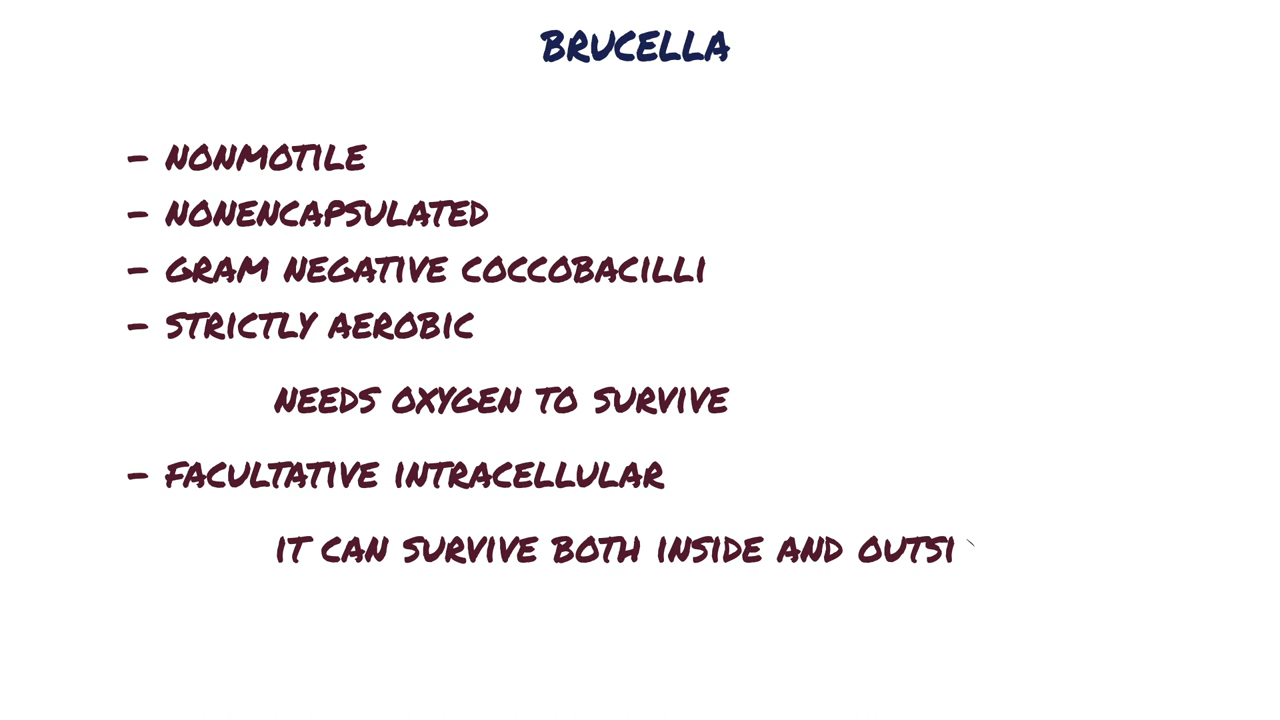 BRUCELLA
- NONMOTILE
- NONENCAPSULATED
- GRAM NEGATIVE COCCOBACILLI
- STRICTLY AEROBIC
NEEDS OXYGEN TO SURVIVE
- FACULTATIVE INTRACELLULAR
IT CAN SURVIVE BOTH INSIDE AND OUTSI